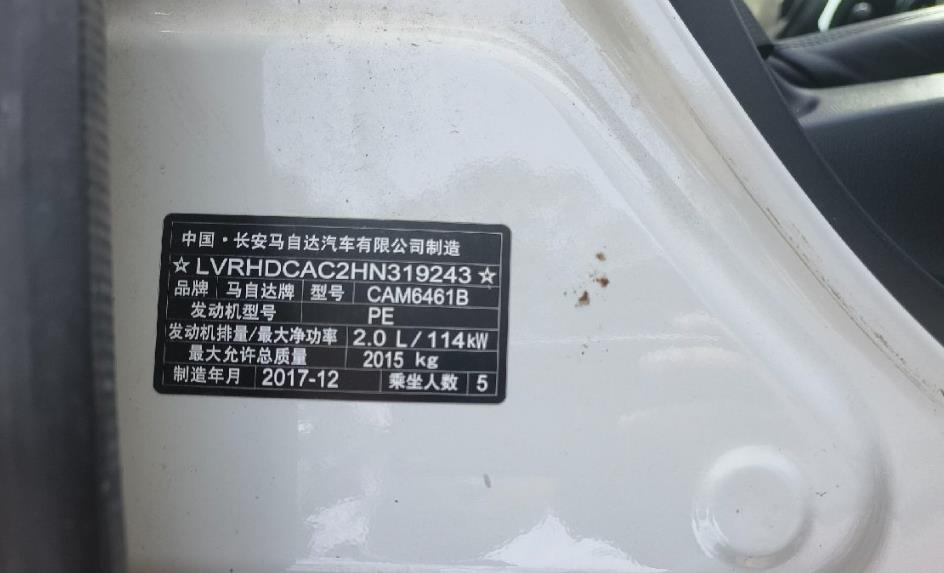 中国·长安马自达汽车有限公司制造
☆LVRHDCAC2HN319243☆
品牌 马自达牌 型号 CAM6461B
发动机型号 PE
发动机排量/最大净功率 2.0 L/114kW
最大允许总质量 2015 kg
制造年月 2017-12 乘坐人数 5